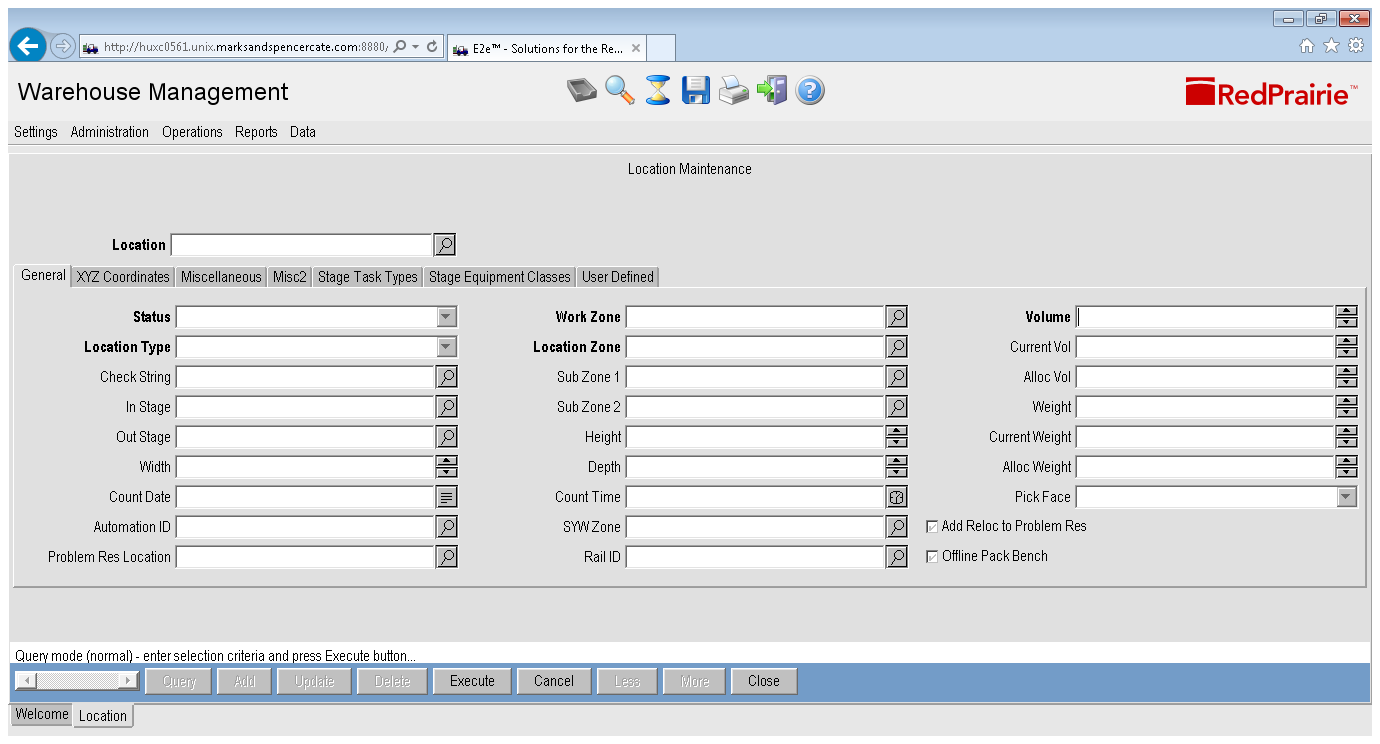 http://huxc0561.unix.marksandspencercate.com:8880,
E2e™ - Solutions for the Re...
Warehouse Management
RedPrairie™
Settings Administration Operations Reports Data
Location Maintenance
Location
General XYZ Coordinates Miscellaneous Misc2 Stage Task Types Stage Equipment Classes User Defined
Status Work Zone Volume
Location Type Location Zone Current Vol
Check String Sub Zone 1 Alloc Vol
In Stage Sub Zone 2 Weight
Out Stage Height Current Weight
Width Depth Alloc Weight
Count Date Count Time Pick Face
Automation ID SYW Zone Add Reloc to Problem Res
Problem Res Location Rail ID Offline Pack Bench
Query mode (normal) - enter selection criteria and press Execute button...
Query Add Update Delete Execute Cancel Less More Close
Welcome Location